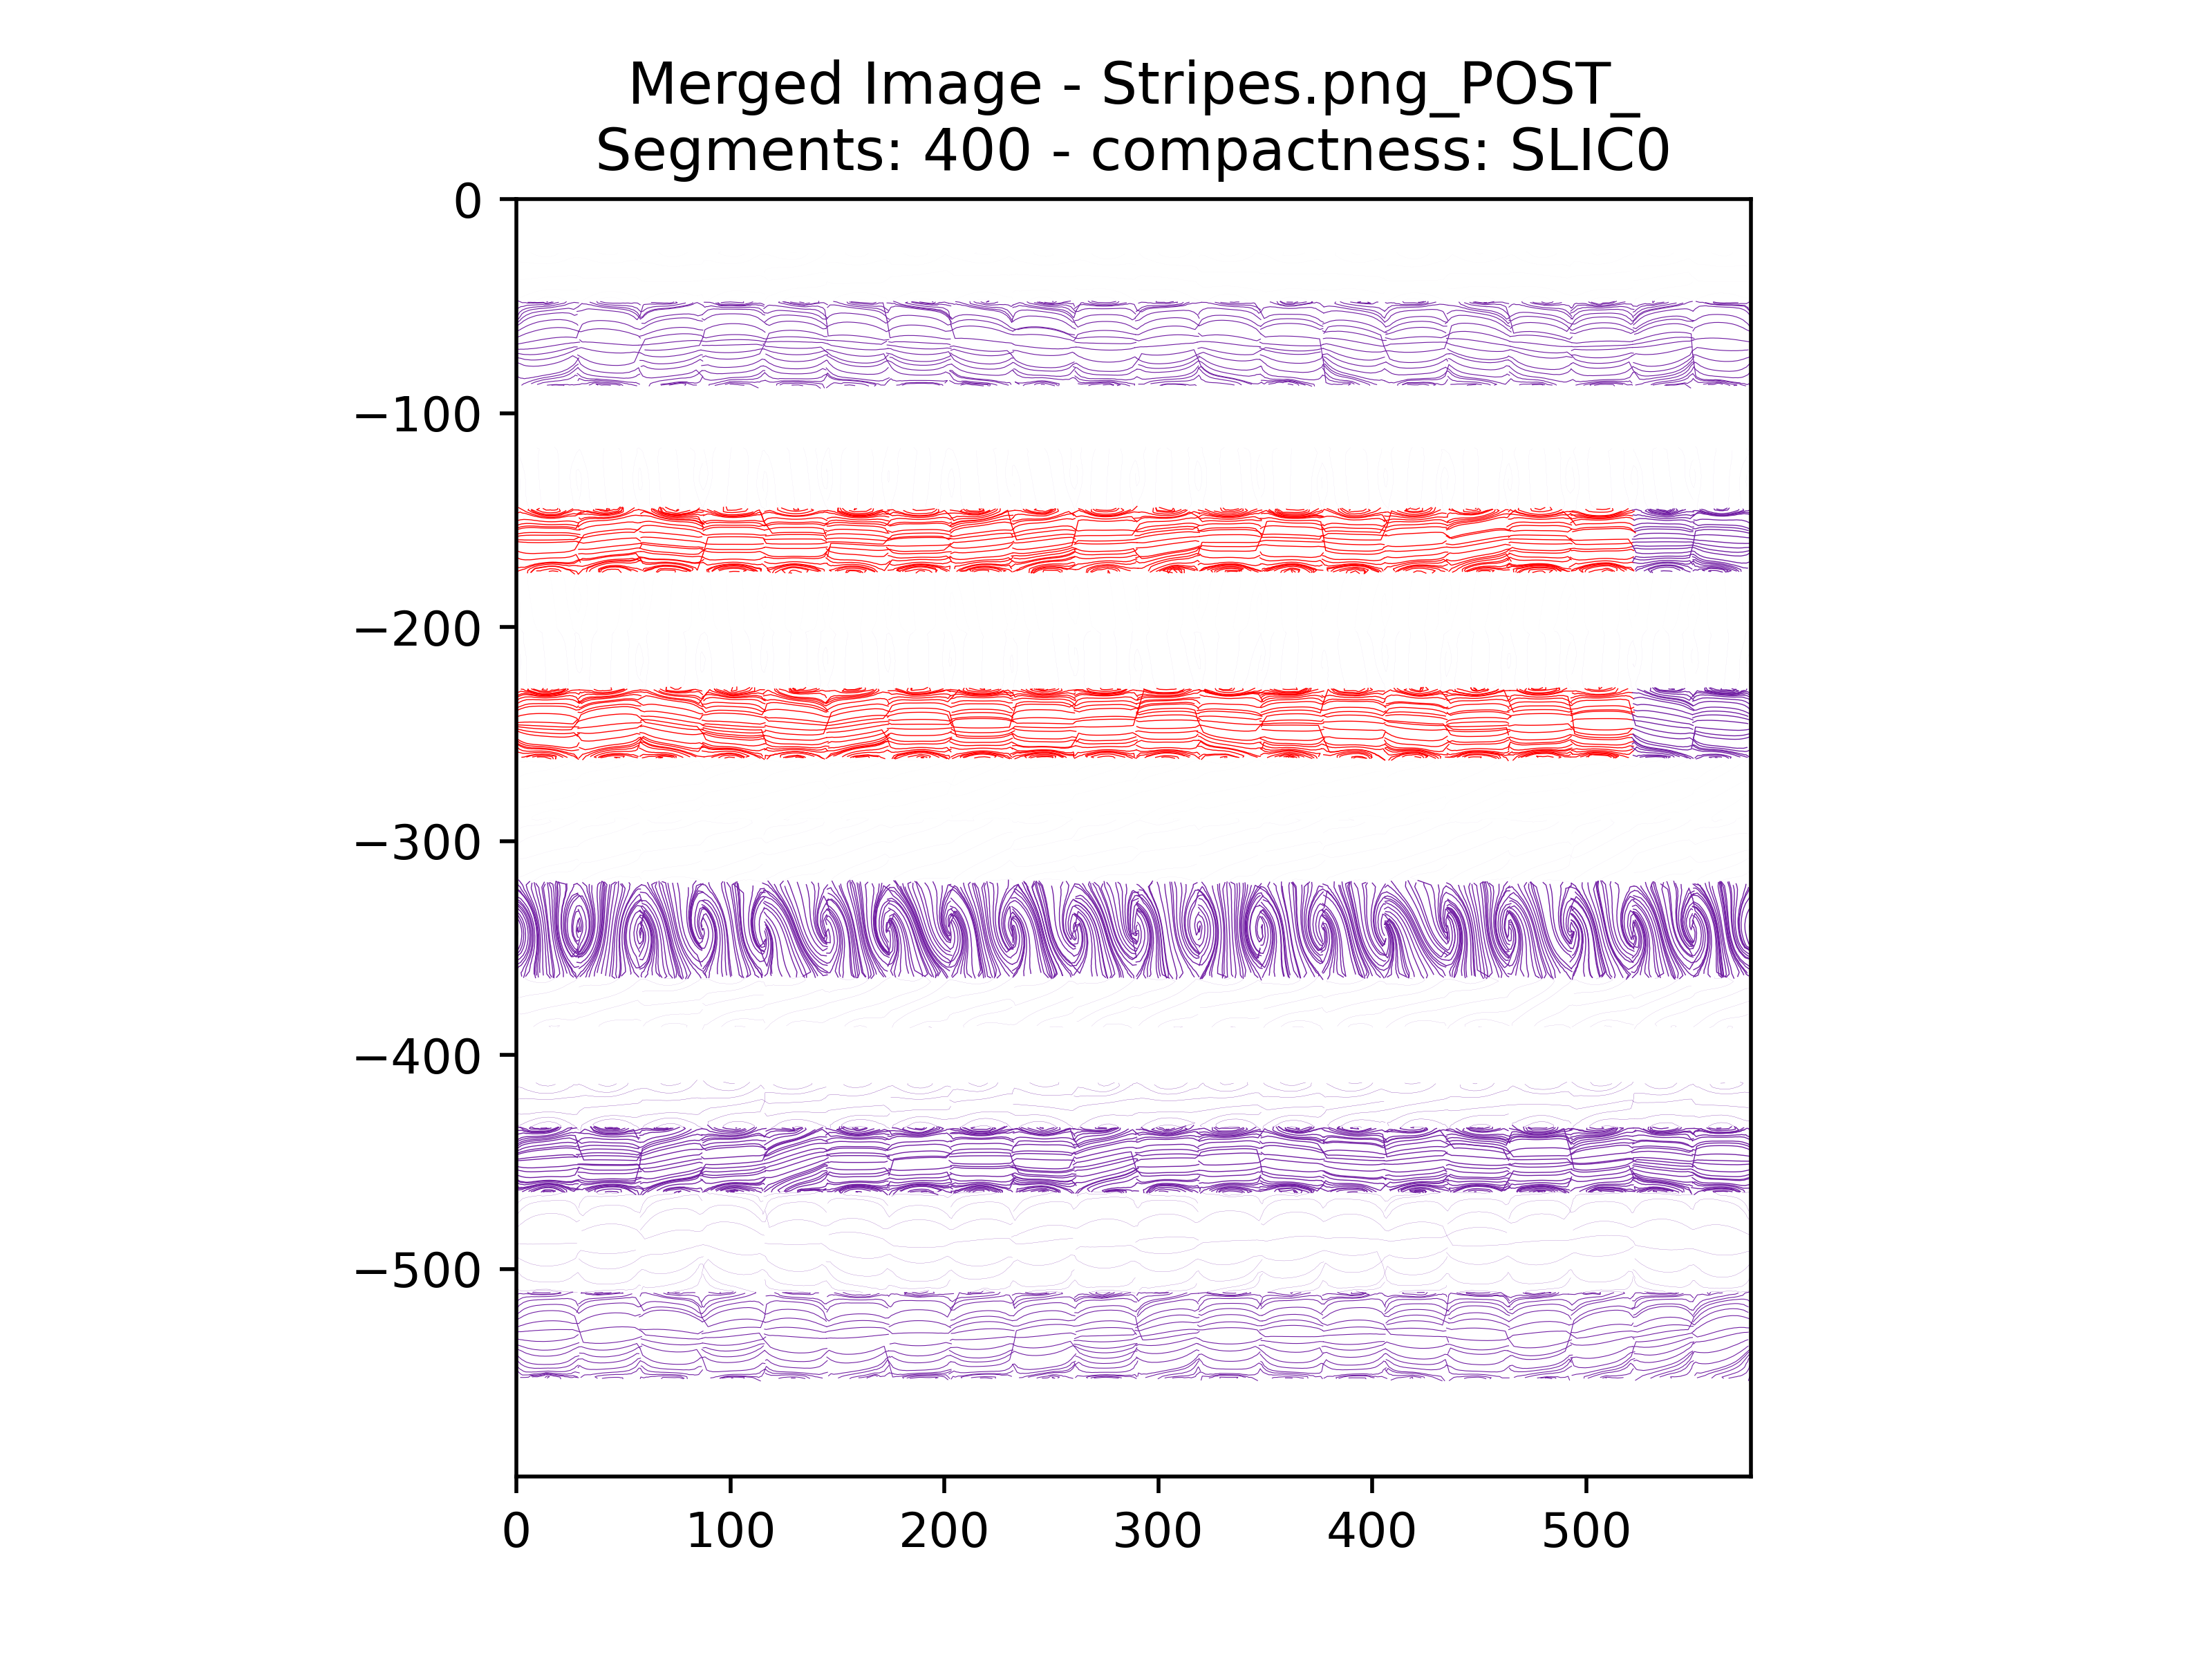 Merged Image - Stripes.png_POST_
Segments: 400 - compactness: SLIC0
0
−100
−200
−300
−400
−500
0 100 200 300 400 500